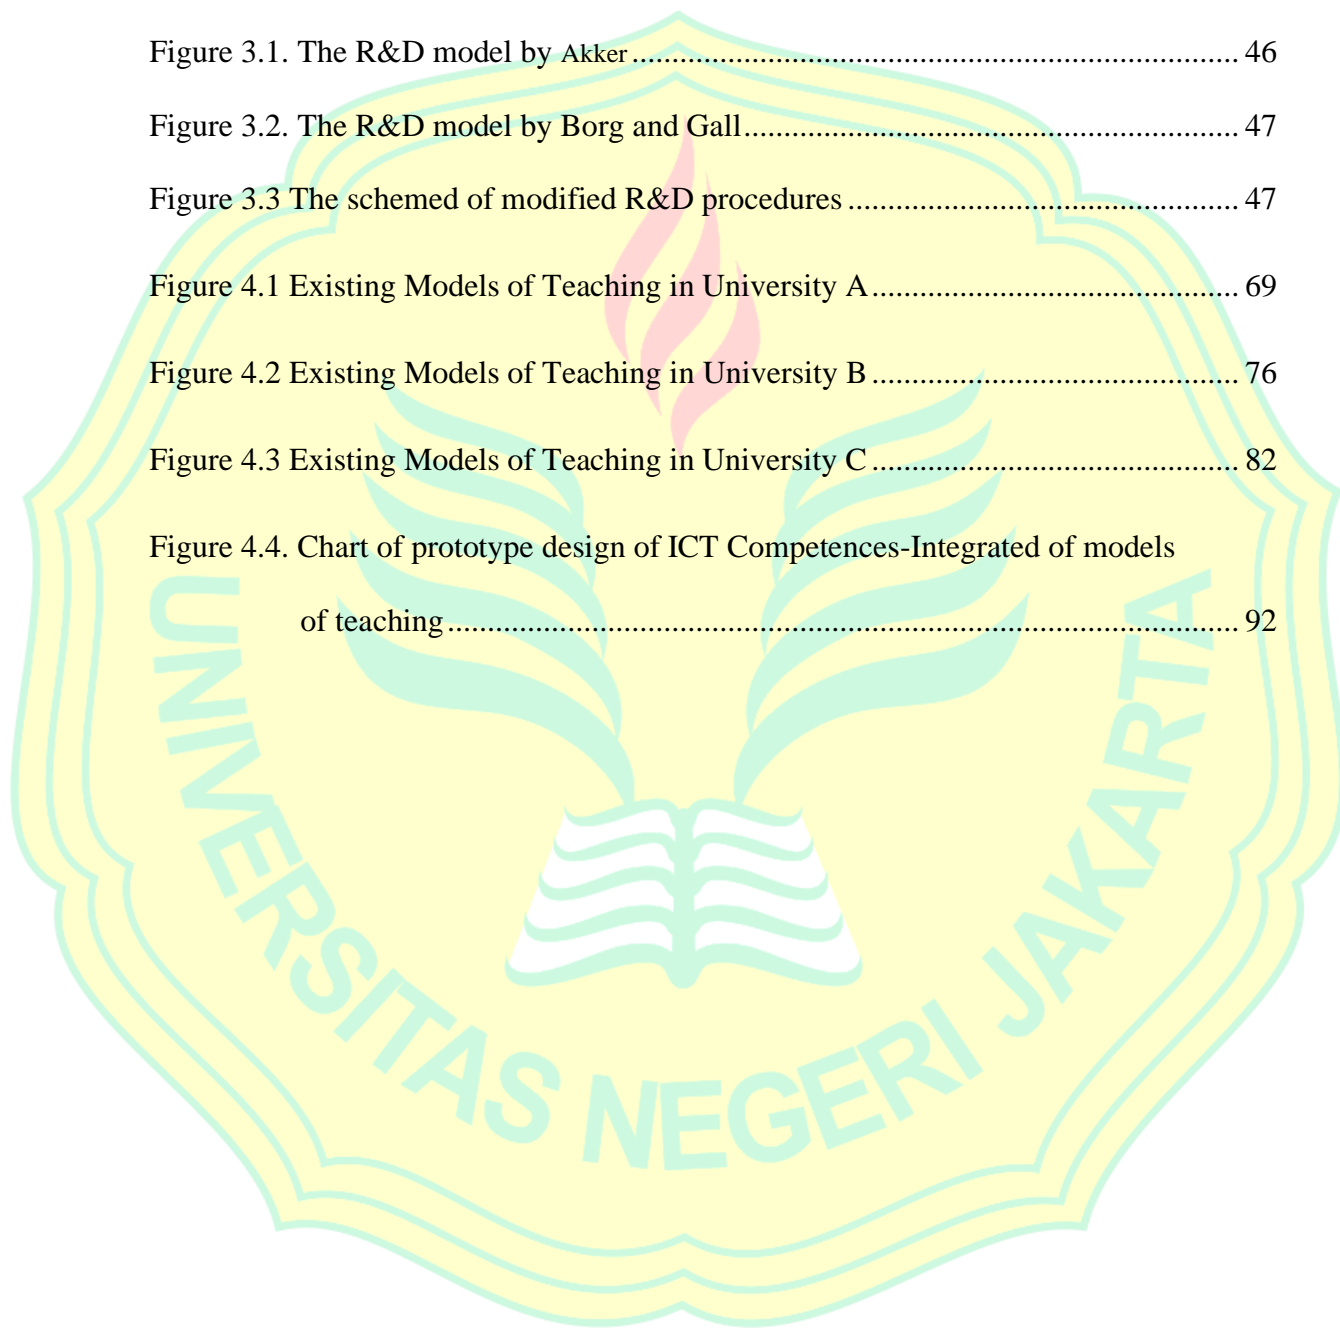 Figure 3.1. The R&D model by Akker ........................................................................... 46
Figure 3.2. The R&D model by Borg and Gall............................................................. 47
Figure 3.3 The schemed of modified R&D procedures ................................................ 47
Figure 4.1 Existing Models of Teaching in University A............................................. 69
Figure 4.2 Existing Models of Teaching in University B ............................................. 76
Figure 4.3 Existing Models of Teaching in University C ............................................. 82
Figure 4.4. Chart of prototype design of ICT Competences-Integrated of models
of teaching.................................................................................................. 92
UNIVERSITAS NEGERI JAKARTA